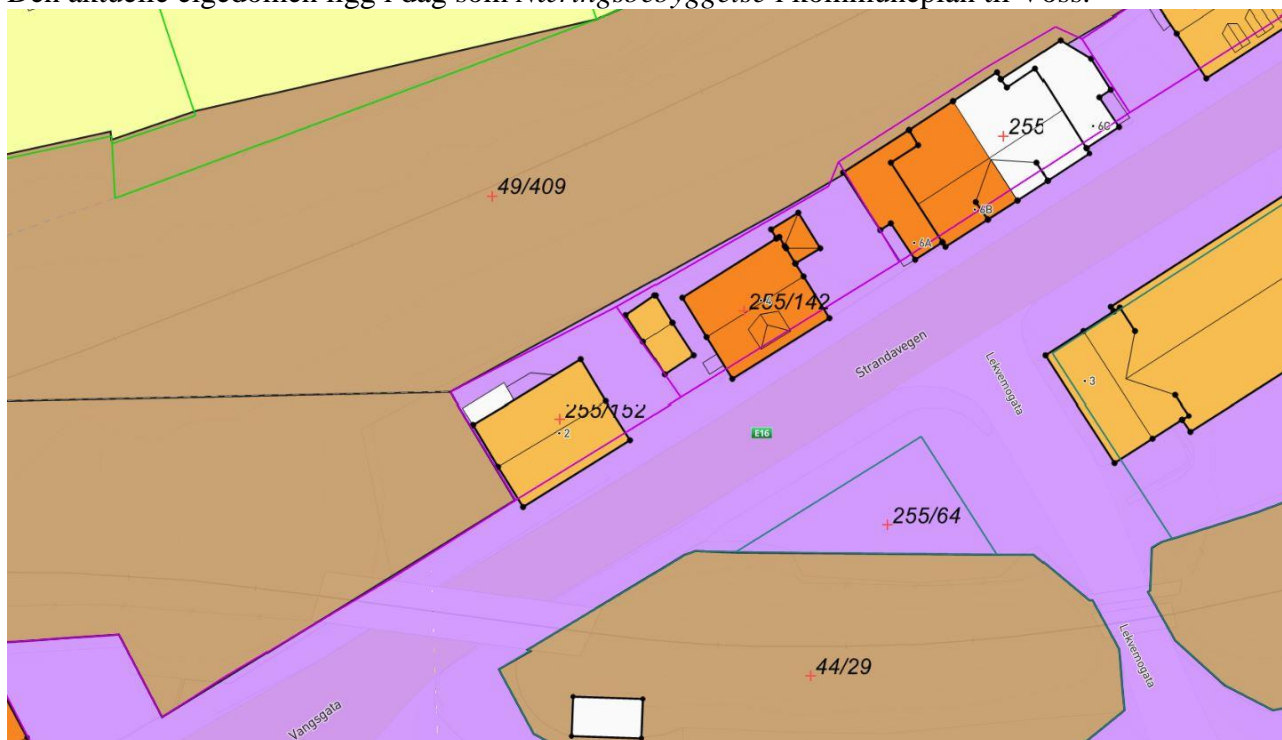 Den aktuelle eigedomen ligg i dag som Næringsbebyggelse i kommuneplan til Voss.
49/409
255
6C
6B
6A
255/142
Strandavegen
Lekvemogata
3
255/152
2
E16
255/64
44/29
Lekvemogata
Vangsgata